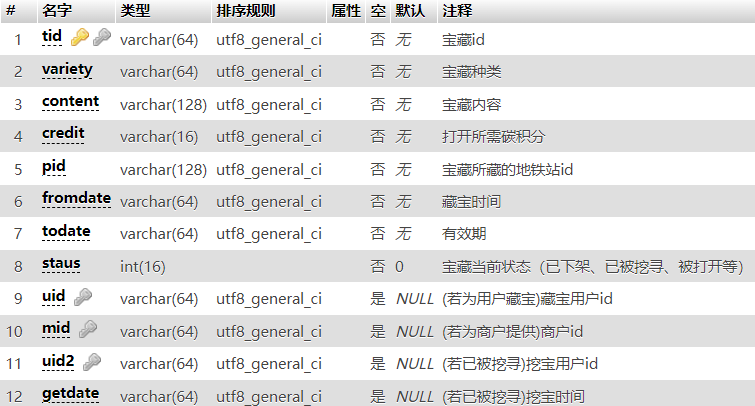 # 名字 类型 排序规则 属性 空 默认 注释
1 tid varchar(64) utf8_general_ci 否 无 宝藏id
2 variety varchar(64) utf8_general_ci 否 无 宝藏种类
3 content varchar(128) utf8_general_ci 否 无 宝藏内容
4 credit varchar(16) utf8_general_ci 否 无 打开所需碳积分
5 pid varchar(128) utf8_general_ci 否 无 宝藏所藏的地铁站id
6 fromdate varchar(64) utf8_general_ci 否 无 藏宝时间
7 todate varchar(64) utf8_general_ci 否 无 有效期
8 staus int(16) 否 0 宝藏当前状态（已下架、已被挖寻、被打开等）
9 uid varchar(64) utf8_general_ci 是 NULL (若为用户藏宝)藏宝用户id
10 mid varchar(64) utf8_general_ci 是 NULL (若为商户提供)商户id
11 uid2 varchar(64) utf8_general_ci 是 NULL (若已被挖寻)挖宝用户id
12 getdate varchar(64) utf8_general_ci 是 NULL (若已被挖寻)挖宝时间